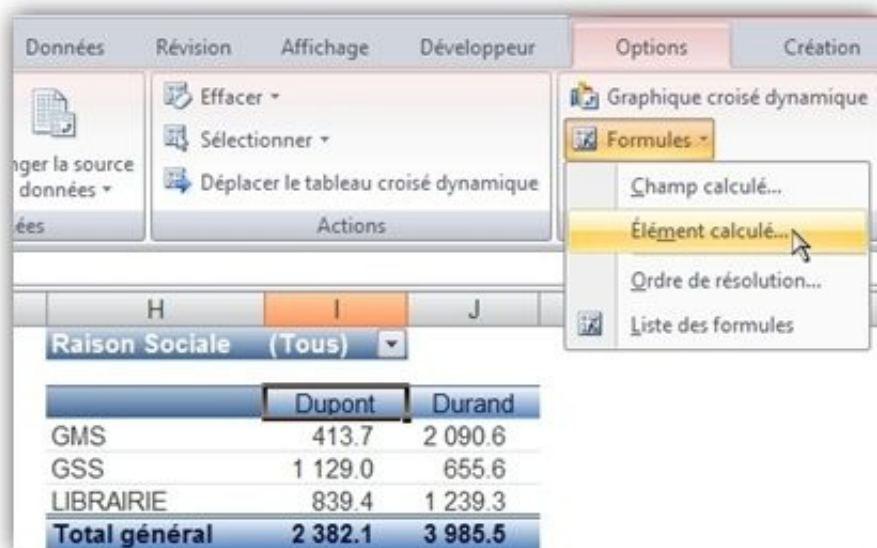 Données Révision Affichage Développeur Options Création
Effacer
Graphique croisé dynamique
Sélectionner
Formules
la source
données
Déplacer le tableau croisé dynamique
Champ calculé...
Actions
Élément calculé...
Ordre de résolution...
H I J
Liste des formules
Raison Sociale (Tous)
Dupont Durand
GMS 413.7 2 090.6
GSS 1 129.0 655.6
LIBRAIRIE 839.4 1 239.3
Total général 2 382.1 3 985.5